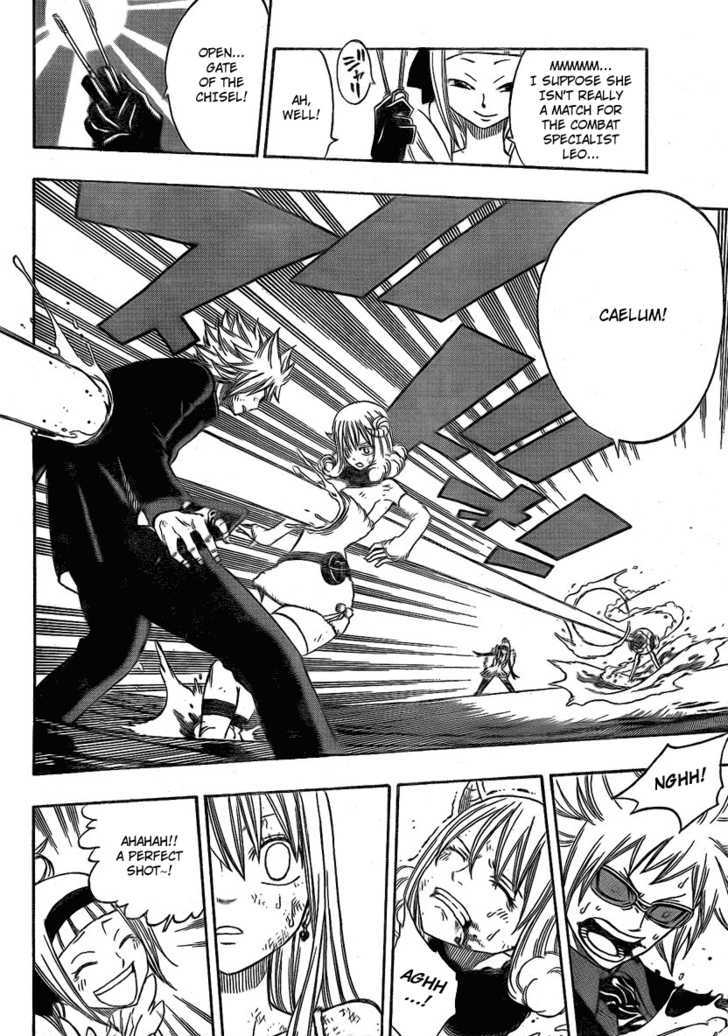 MMMMMM...
I SUPPOSE SHE
ISN'T REALLY
A MATCH FOR
THE COMBAT
SPECIALIST
LEO...
AH,
WELL!
OPEN...
GATE
OF THE
CHISEL!
CAELUM!
NGHH!
AGHH
...!
AHAHAH!!
A PERFECT
SHOT~!